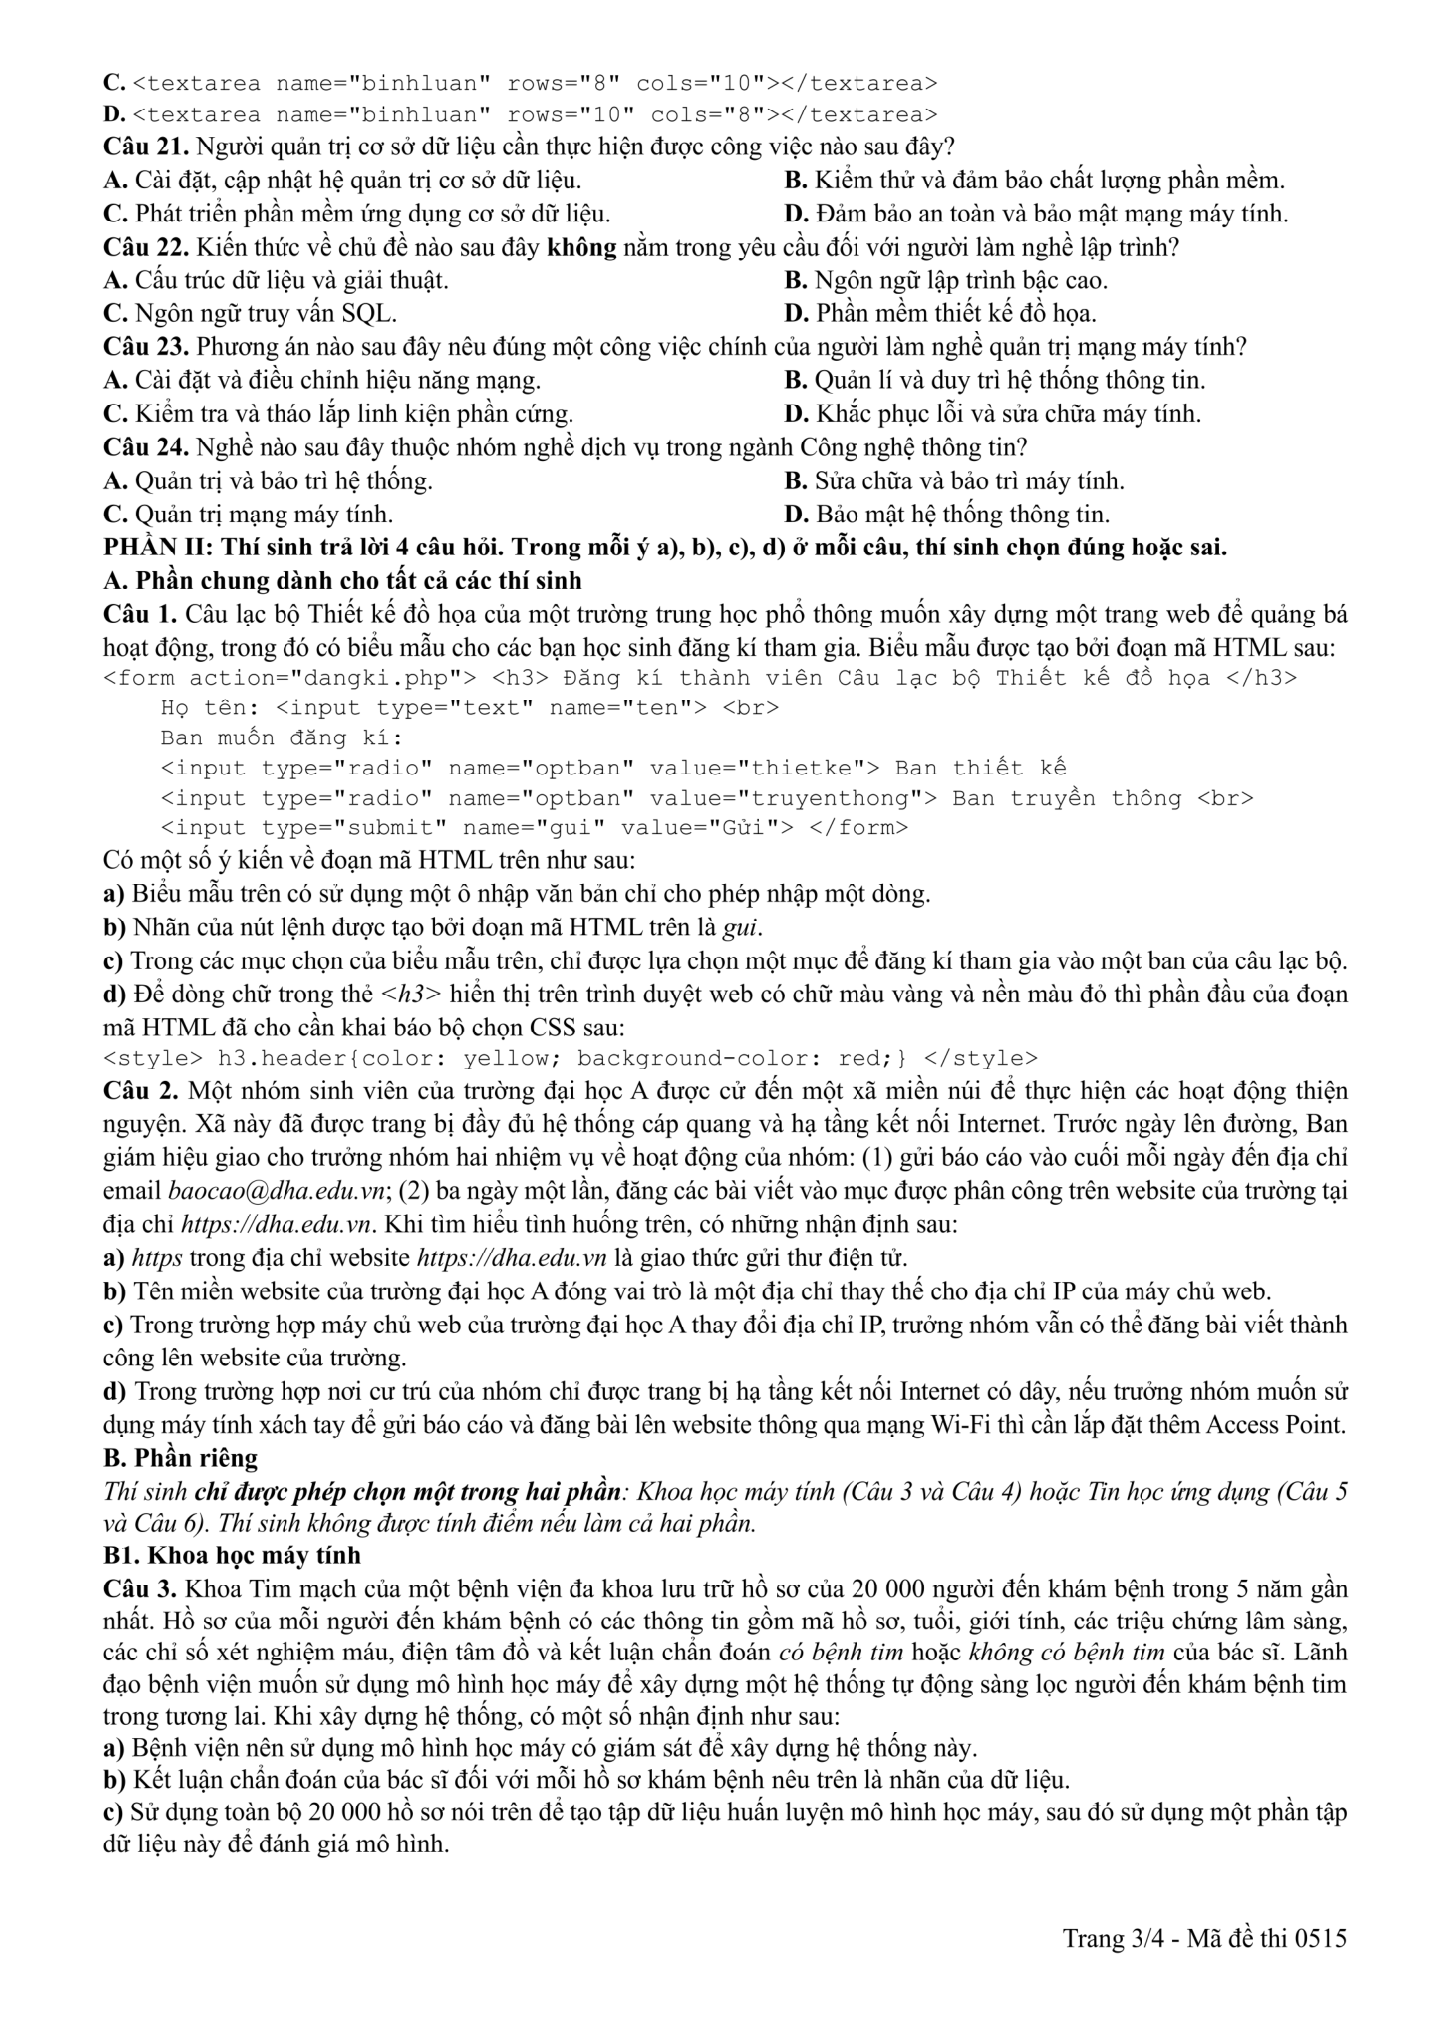 C. <textarea name="binhluan" rows="8" cols="10"></textarea>
D. <textarea name="binhluan" rows="10" cols="8"></textarea>
Câu 21. Người quản trị cơ sở dữ liệu cần thực hiện được công việc nào sau đây?
A. Cài đặt, cập nhật hệ quản trị cơ sở dữ liệu. B. Kiểm thử và đảm bảo chất lượng phần mềm.
C. Phát triển phần mềm ứng dụng cơ sở dữ liệu. D. Đảm bảo an toàn và bảo mật mạng máy tính.
Câu 22. Kiến thức về chủ đề nào sau đây không nằm trong yêu cầu đối với người làm nghề lập trình?
A. Cấu trúc dữ liệu và giải thuật. B. Ngôn ngữ lập trình bậc cao.
C. Ngôn ngữ truy vấn SQL. D. Phần mềm thiết kế đồ họa.
Câu 23. Phương án nào sau đây nêu đúng một công việc chính của người làm nghề quản trị mạng máy tính?
A. Cài đặt và điều chỉnh hiệu năng mạng. B. Quản lí và duy trì hệ thống thông tin.
C. Kiểm tra và tháo lắp linh kiện phần cứng. D. Khắc phục lỗi và sửa chữa máy tính.
Câu 24. Nghề nào sau đây thuộc nhóm nghề dịch vụ trong ngành Công nghệ thông tin?
A. Quản trị và bảo trì hệ thống. B. Sửa chữa và bảo trì máy tính.
C. Quản trị mạng máy tính. D. Bảo mật hệ thống thông tin.
PHẦN II: Thí sinh trả lời 4 câu hỏi. Trong mỗi ý a), b), c), d) ở mỗi câu, thí sinh chọn đúng hoặc sai.
A. Phần chung dành cho tất cả các thí sinh
Câu 1. Câu lạc bộ Thiết kế đồ họa của một trường trung học phổ thông muốn xây dựng một trang web để quảng bá
hoạt động, trong đó có biểu mẫu cho các bạn học sinh đăng kí tham gia. Biểu mẫu được tạo bởi đoạn mã HTML sau:
<form action="dangki.php"> <h3> Đăng kí thành viên Câu lạc bộ Thiết kế đồ họa </h3>
Họ tên: <input type="text" name="ten"> <br>
Ban muốn đăng kí:
<input type="radio" name="optban" value="thietke"> Ban thiết kế
<input type="radio" name="optban" value="truyenthong"> Ban truyền thông <br>
<input type="submit" name="gui" value="Gửi"> </form>
Có một số ý kiến về đoạn mã HTML trên như sau:
a) Biểu mẫu trên có sử dụng một ô nhập văn bản chỉ cho phép nhập một dòng.
b) Nhãn của nút lệnh được tạo bởi đoạn mã HTML trên là gui.
c) Trong các mục chọn của biểu mẫu trên, chỉ được lựa chọn một mục để đăng kí tham gia vào một ban của câu lạc bộ.
d) Để dòng chữ trong thẻ <h3> hiển thị trên trình duyệt web có chữ màu vàng và nền màu đỏ thì phần đầu của đoạn
mã HTML đã cho cần khai báo bộ chọn CSS sau:
<style> h3.header{color: yellow; background-color: red;} </style>
Câu 2. Một nhóm sinh viên của trường đại học A được cử đến một xã miền núi để thực hiện các hoạt động thiện
nguyện. Xã này đã được trang bị đầy đủ hệ thống cáp quang và hạ tầng kết nối Internet. Trước ngày lên đường, Ban
giám hiệu giao cho trưởng nhóm hai nhiệm vụ về hoạt động của nhóm: (1) gửi báo cáo vào cuối mỗi ngày đến địa chỉ
email baocao@dha.edu.vn; (2) ba ngày một lần, đăng các bài viết vào mục được phân công trên website của trường tại
địa chỉ https://dha.edu.vn. Khi tìm hiểu tình huống trên, có những nhận định sau:
a) https trong địa chỉ website https://dha.edu.vn là giao thức gửi thư điện tử.
b) Tên miền website của trường đại học A đóng vai trò là một địa chỉ thay thế cho địa chỉ IP của máy chủ web.
c) Trong trường hợp máy chủ web của trường đại học A thay đổi địa chỉ IP, trưởng nhóm vẫn có thể đăng bài viết thành
công lên website của trường.
d) Trong trường hợp nơi cư trú của nhóm chỉ được trang bị hạ tầng kết nối Internet có dây, nếu trưởng nhóm muốn sử
dụng máy tính xách tay để gửi báo cáo và đăng bài lên website thông qua mạng Wi-Fi thì cần lắp đặt thêm Access Point.
B. Phần riêng
Thí sinh chỉ được phép chọn một trong hai phần: Khoa học máy tính (Câu 3 và Câu 4) hoặc Tin học ứng dụng (Câu 5
và Câu 6). Thí sinh không được tính điểm nếu làm cả hai phần.
B1. Khoa học máy tính
Câu 3. Khoa Tim mạch của một bệnh viện đa khoa lưu trữ hồ sơ của 20 000 người đến khám bệnh trong 5 năm gần
nhất. Hồ sơ của mỗi người đến khám bệnh có các thông tin gồm mã hồ sơ, tuổi, giới tính, các triệu chứng lâm sàng,
các chỉ số xét nghiệm máu, điện tâm đồ và kết luận chẩn đoán có bệnh tim hoặc không có bệnh tim của bác sĩ. Lãnh
đạo bệnh viện muốn sử dụng mô hình học máy để xây dựng một hệ thống tự động sàng lọc người đến khám bệnh tim
trong tương lai. Khi xây dựng hệ thống, có một số nhận định như sau:
a) Bệnh viện nên sử dụng mô hình học máy có giám sát để xây dựng hệ thống này.
b) Kết luận chẩn đoán của bác sĩ đối với mỗi hồ sơ khám bệnh nêu trên là nhãn của dữ liệu.
c) Sử dụng toàn bộ 20 000 hồ sơ nói trên để tạo tập dữ liệu huấn luyện mô hình học máy, sau đó sử dụng một phần tập
dữ liệu này để đánh giá mô hình.
Trang 3/4 - Mã đề thi 0515